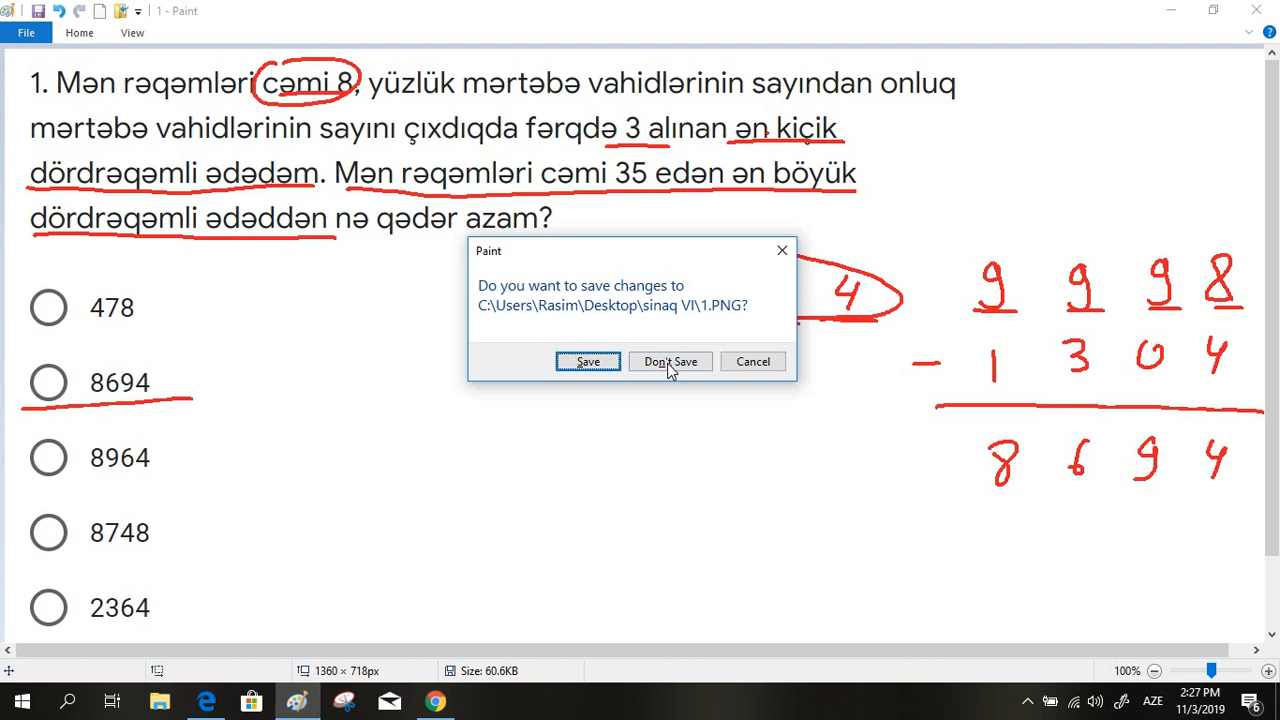 1 - Paint
File Home View
1. Mən rəqəmləri cəmi 8, yüzlük mərtəbə vahidlərinin sayından onluq
mərtəbə vahidlərinin sayını çıxdıqda fərqdə 3 alınan ən kiçik
dördrəqəmli ədədəm. Mən rəqəmləri cəmi 35 edən ən böyük
dördrəqəmli ədəddən nə qədər azam?
Paint
Do you want to save changes to
C:\Users\Rasim\Desktop\sinaq VI\1.PNG?
Save Don't Save Cancel
4
9 9 9 8
- 1 3 0 4
8 6 9 4
478
8694
8964
8748
2364
1360 × 718px Size: 60.6KB 100%
AZE 2:27 PM
11/3/2019 6